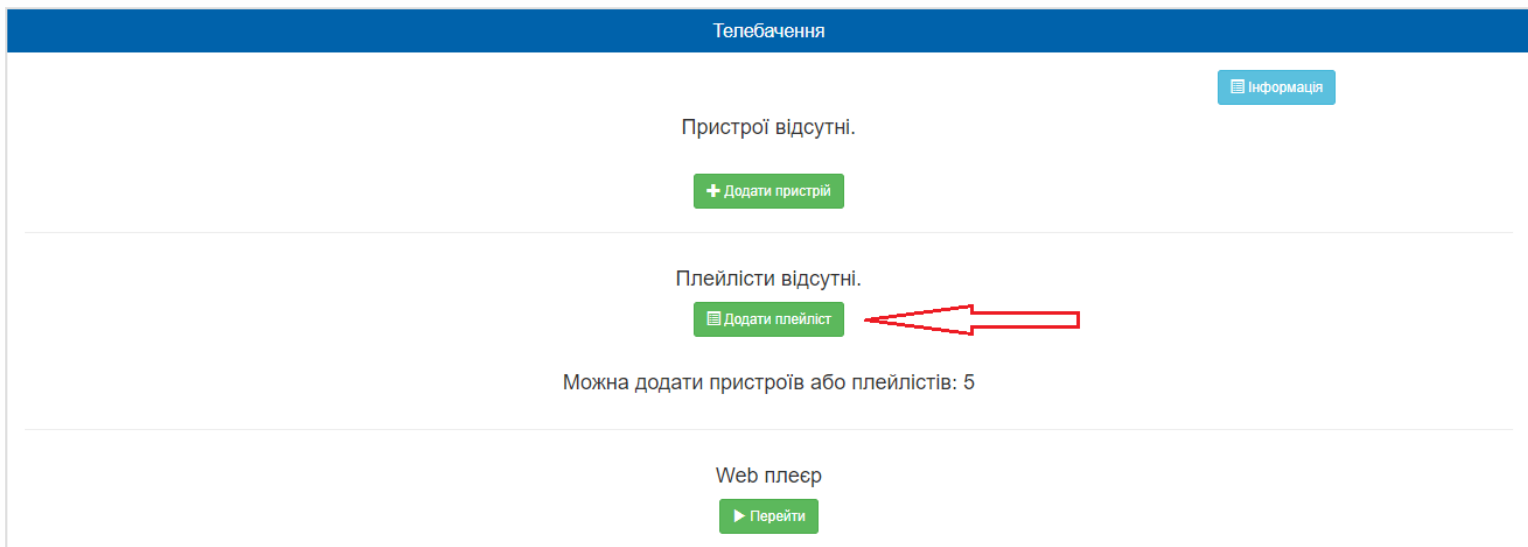 Телебачення
Інформація
Пристрої відсутні.
Додати пристрій
Плейлісти відсутні.
Додати плейліст
Можна додати пристроїв або плейлістів: 5
Web плеєр
Перейти